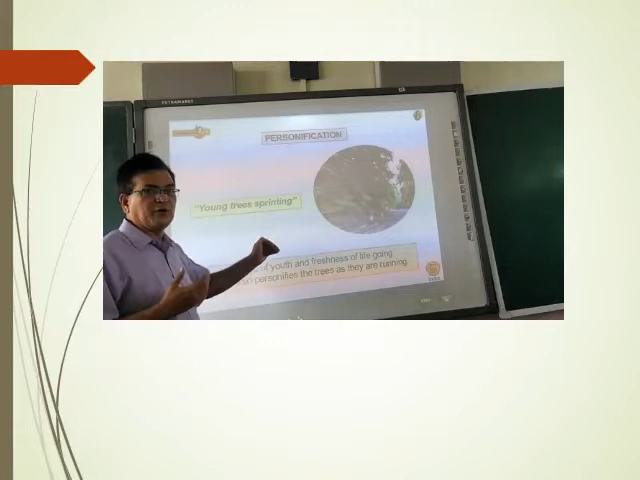 PERSONIFICATION
"Young trees sprinting"
of youth and freshness of life going
personifies the trees as they are running